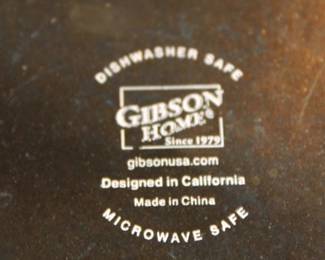 DISHWASHER SAFE
GIBSON
HOME®
Since 1979
gibsonusa.com
Designed in California
Made in China
MICROWAVE SAFE